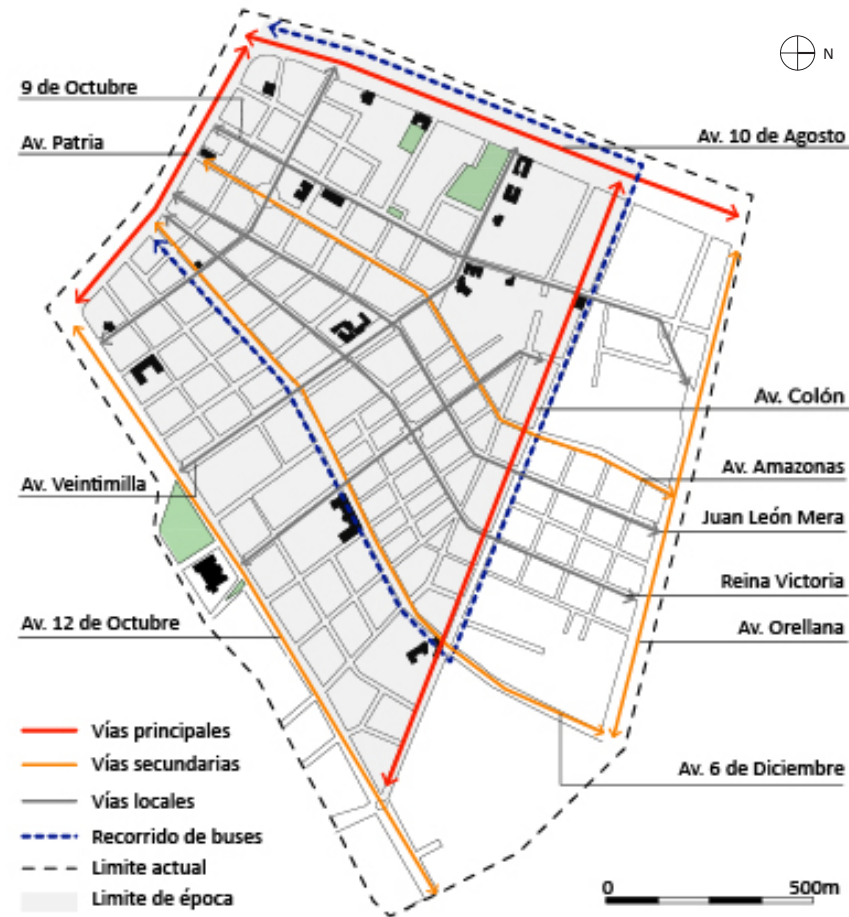 N
9 de Octubre
Av. Patria
Av. 10 de Agosto
Av. Colón
Av. Amazonas
Juan León Mera
Reina Victoria
Av. Orellana
Av. Veintimilla
Av. 12 de Octubre
Av. 6 de Diciembre
Vías principales
Vías secundarias
Vías locales
Recorrido de buses
Limite actual
Limite de época
0 500m